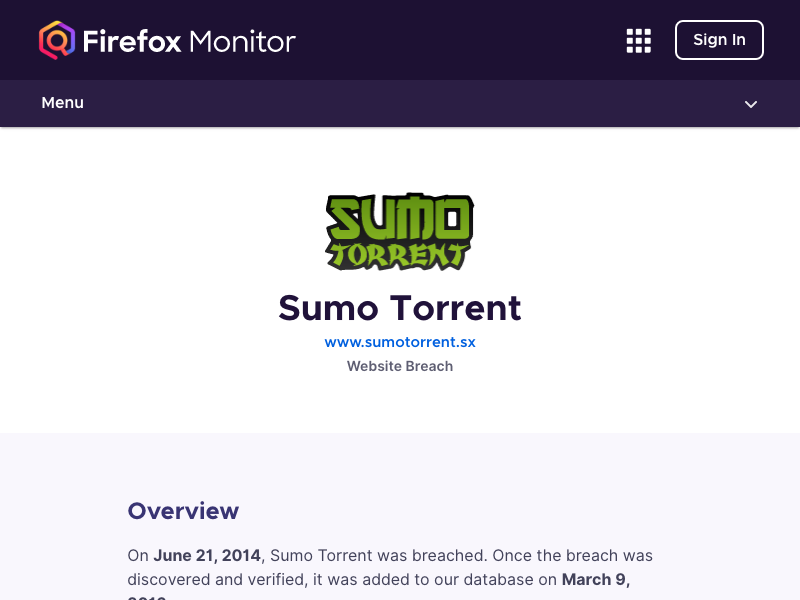 Firefox Monitor
Sign In
Menu
SUMO
TORRENT
Sumo Torrent
www.sumotorrent.sx
Website Breach
Overview
On June 21, 2014, Sumo Torrent was breached. Once the breach was
discovered and verified, it was added to our database on March 9,